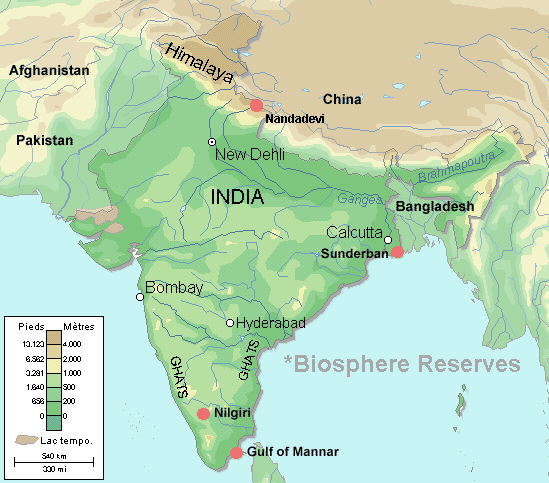 Himalaya
Afghanistan
China
Nandadevi
Pakistan
New Dehli
Brahmapoutra
INDIA
Ganges
Bangladesh
Calcutta
Sunderban
Bombay
Hyderabad
GHATS
GHATS
*Biosphere Reserves
Nilgiri
Gulf of Mannar
Pieds Mètres
13.123 4.000
6.562 2.000
3.281 1.000
1.640 500
656 200
0 0
Lac tempo.
540 km
330 mi